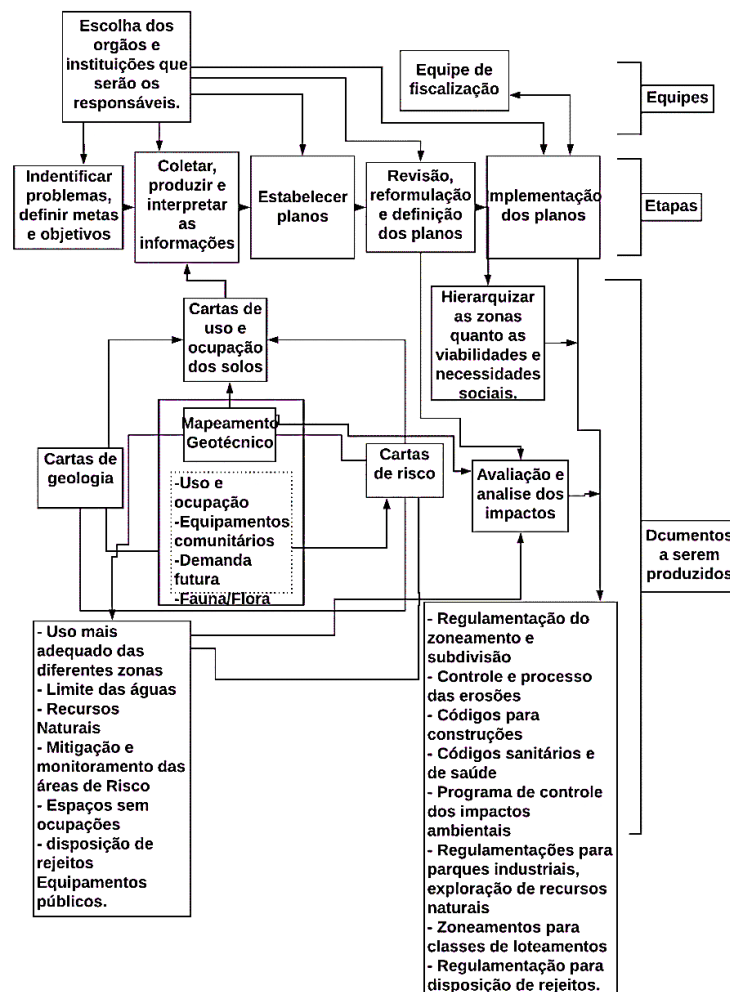 Escolha dos
orgãos e
instituições que
serão os
responsáveis.
Equipe de
fiscalização
Equipes
Indentificar
problemas,
definir metas
e objetivos
Coletar,
produzir e
interpretar
as
informações
Estabelecer
planos
Revisão,
reformulação
e definição
dos planos
Implementação
dos planos
Etapas
Cartas de
uso e
ocupação
dos solos
Hierarquizar
as zonas
quanto as
viabilidades e
necessidades
sociais.
Mapeamento
Geotécnico
Cartas de
geologia
-Uso e
ocupação
-Equipamentos
comunitários
-Demanda
futura
-Fauna/Flora
Cartas
de risco
Avaliação e
analise dos
impactos
Dcumentos
a serem
produzidos
- Uso mais
adequado das
diferentes zonas
- Limite das águas
- Recursos
Naturais
- Mitigação e
monitoramento das
áreas de Risco
- Espaços sem
ocupações
- disposição de
rejeitos
Equipamentos
públicos.
- Regulamentação do
zoneamento e
subdivisão
- Controle e processo
das erosões
- Códigos para
construções
- Códigos sanitários e
de saúde
- Programa de controle
dos impactos
ambientais
- Regulamentações para
parques industriais,
exploração de recursos
naturais
- Zoneamentos para
classes de loteamentos
- Regulamentação para
disposição de rejeitos.